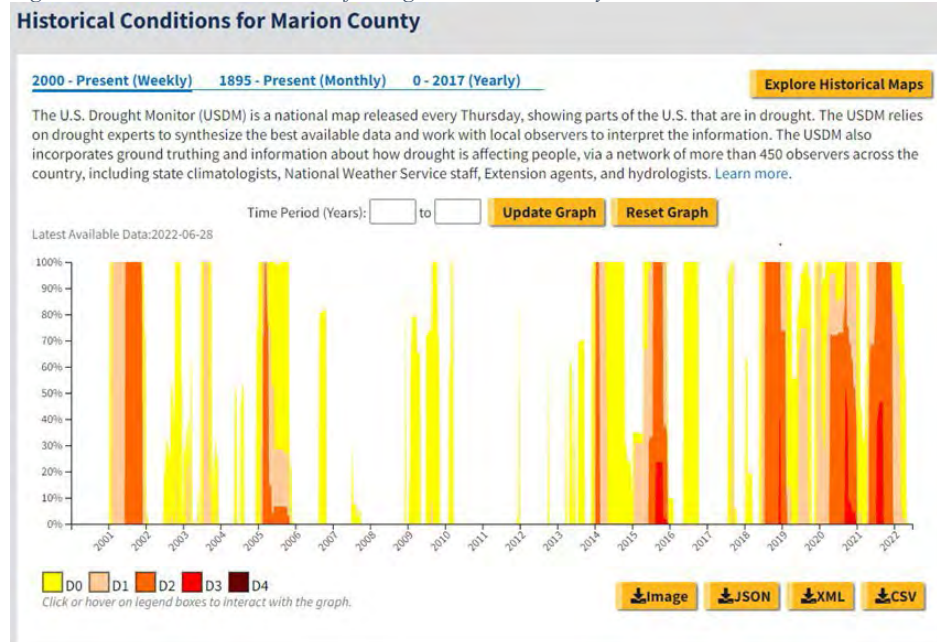 Historical Conditions for Marion County
2000 - Present (Weekly) 1895 - Present (Monthly) 0 - 2017 (Yearly)
Explore Historical Maps
The U.S. Drought Monitor (USDM) is a national map released every Thursday, showing parts of the U.S. that are in drought. The USDM relies
on drought experts to synthesize the best available data and work with local observers to interpret the information. The USDM also
incorporates ground truthing and information about how drought is affecting people, via a network of more than 450 observers across the
country, including state climatologists, National Weather Service staff, Extension agents, and hydrologists. Learn more.
Time Period (Years): to Update Graph Reset Graph
Latest Available Data:2022-06-28
100%
90%
80%
70%
60%
50%
40%
30%
20%
10%
0%
2001 2002 2003 2004 2005 2006 2007 2008 2009 2010 2011 2012 2013 2014 2015 2016 2017 2018 2019 2020 2021 2022
D0 D1 D2 D3 D4
Click or hover on legend boxes to interact with the graph.
Image JSON XML CSV